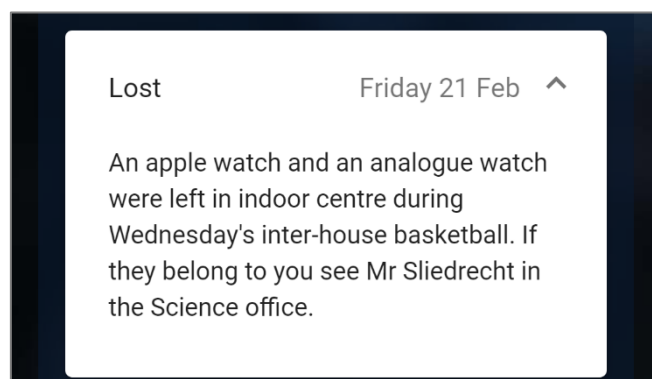 Lost
Friday 21 Feb
An apple watch and an analogue watch
were left in indoor centre during
Wednesday's inter-house basketball. If
they belong to you see Mr Sliedrecht in
the Science office.